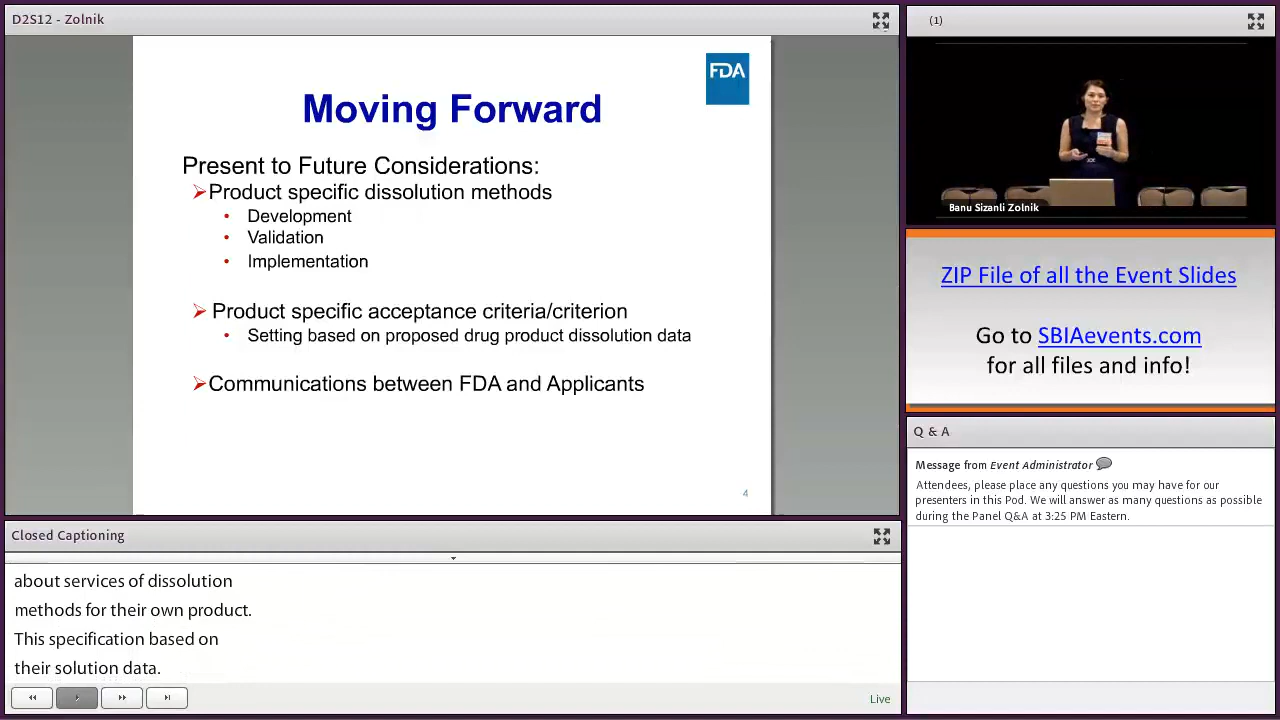 D2S12 - Zolnik
FDA
Moving Forward
Present to Future Considerations:
Product specific dissolution methods
Development
Validation
Implementation
Product specific acceptance criteria/criterion
Setting based on proposed drug product dissolution data
Communications between FDA and Applicants
4
Closed Captioning
about services of dissolution
methods for their own product.
This specification based on
their solution data.
Live
(1)
Banu Sizanli Zolnik
ZIP File of all the Event Slides
Go to SBIAevents.com
for all files and info!
Q & A
Message from Event Administrator
Attendees, please place any questions you may have for our
presenters in this Pod. We will answer as many questions as possible
during the Panel Q&A at 3:25 PM Eastern.